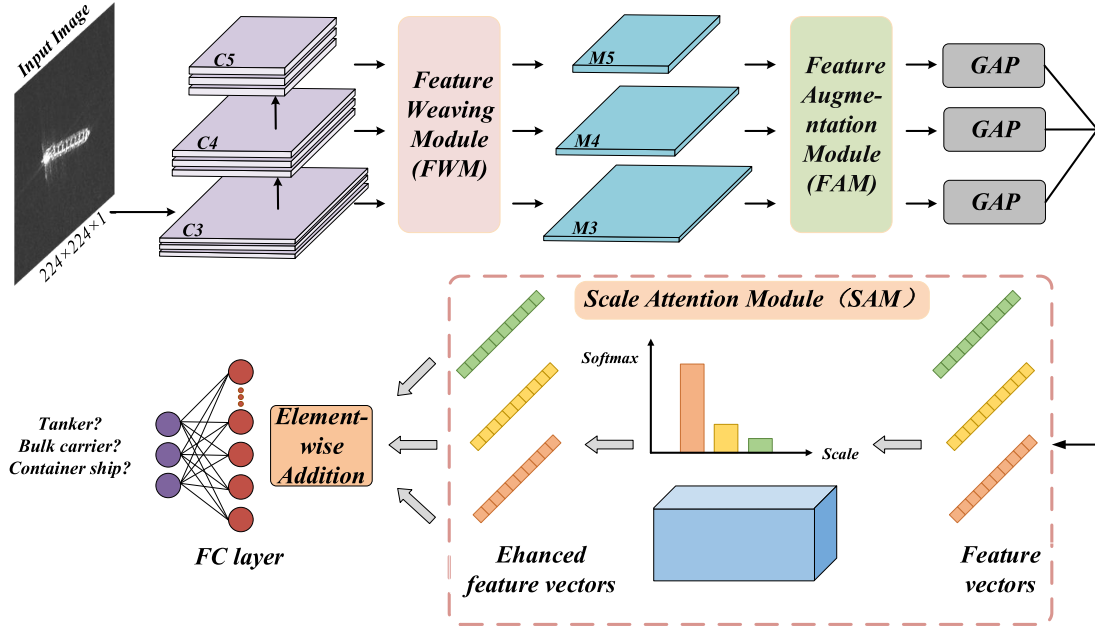 Input Image
224×224×1
C5
C4
C3
Feature
Weaving
Module
(FWM)
M5
M4
M3
Feature
Augme-
ntation
Module
(FAM)
GAP
GAP
GAP
Scale Attention Module（SAM）
Softmax
Scale
Feature
vectors
Ehanced
feature vectors
Element-
wise
Addition
FC layer
Tanker?
Bulk carrier?
Container ship?